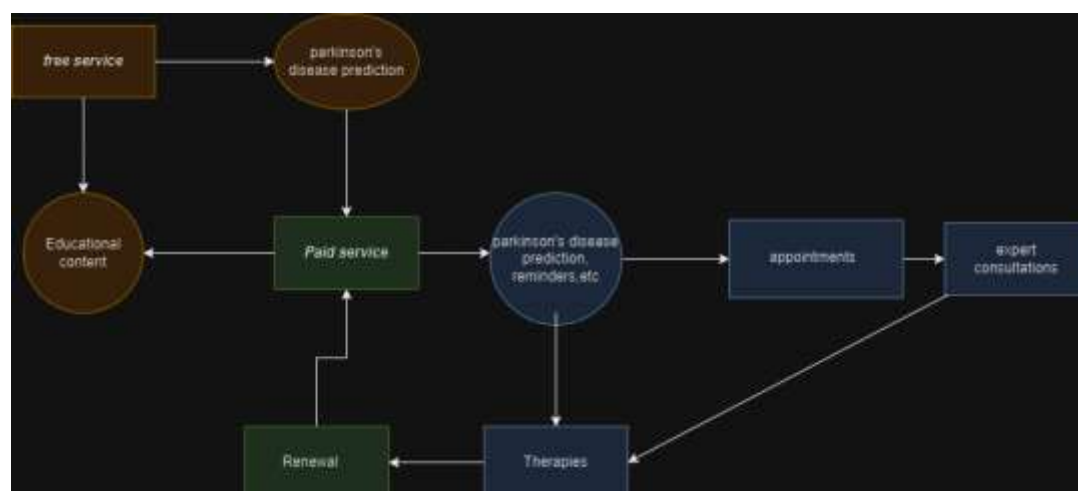 free service
parkinson's
disease prediction
Educational
content
Paid service
parkinson's disease
prediction,
reminders,etc
appointments
expert
consultations
Renewal
Therapies